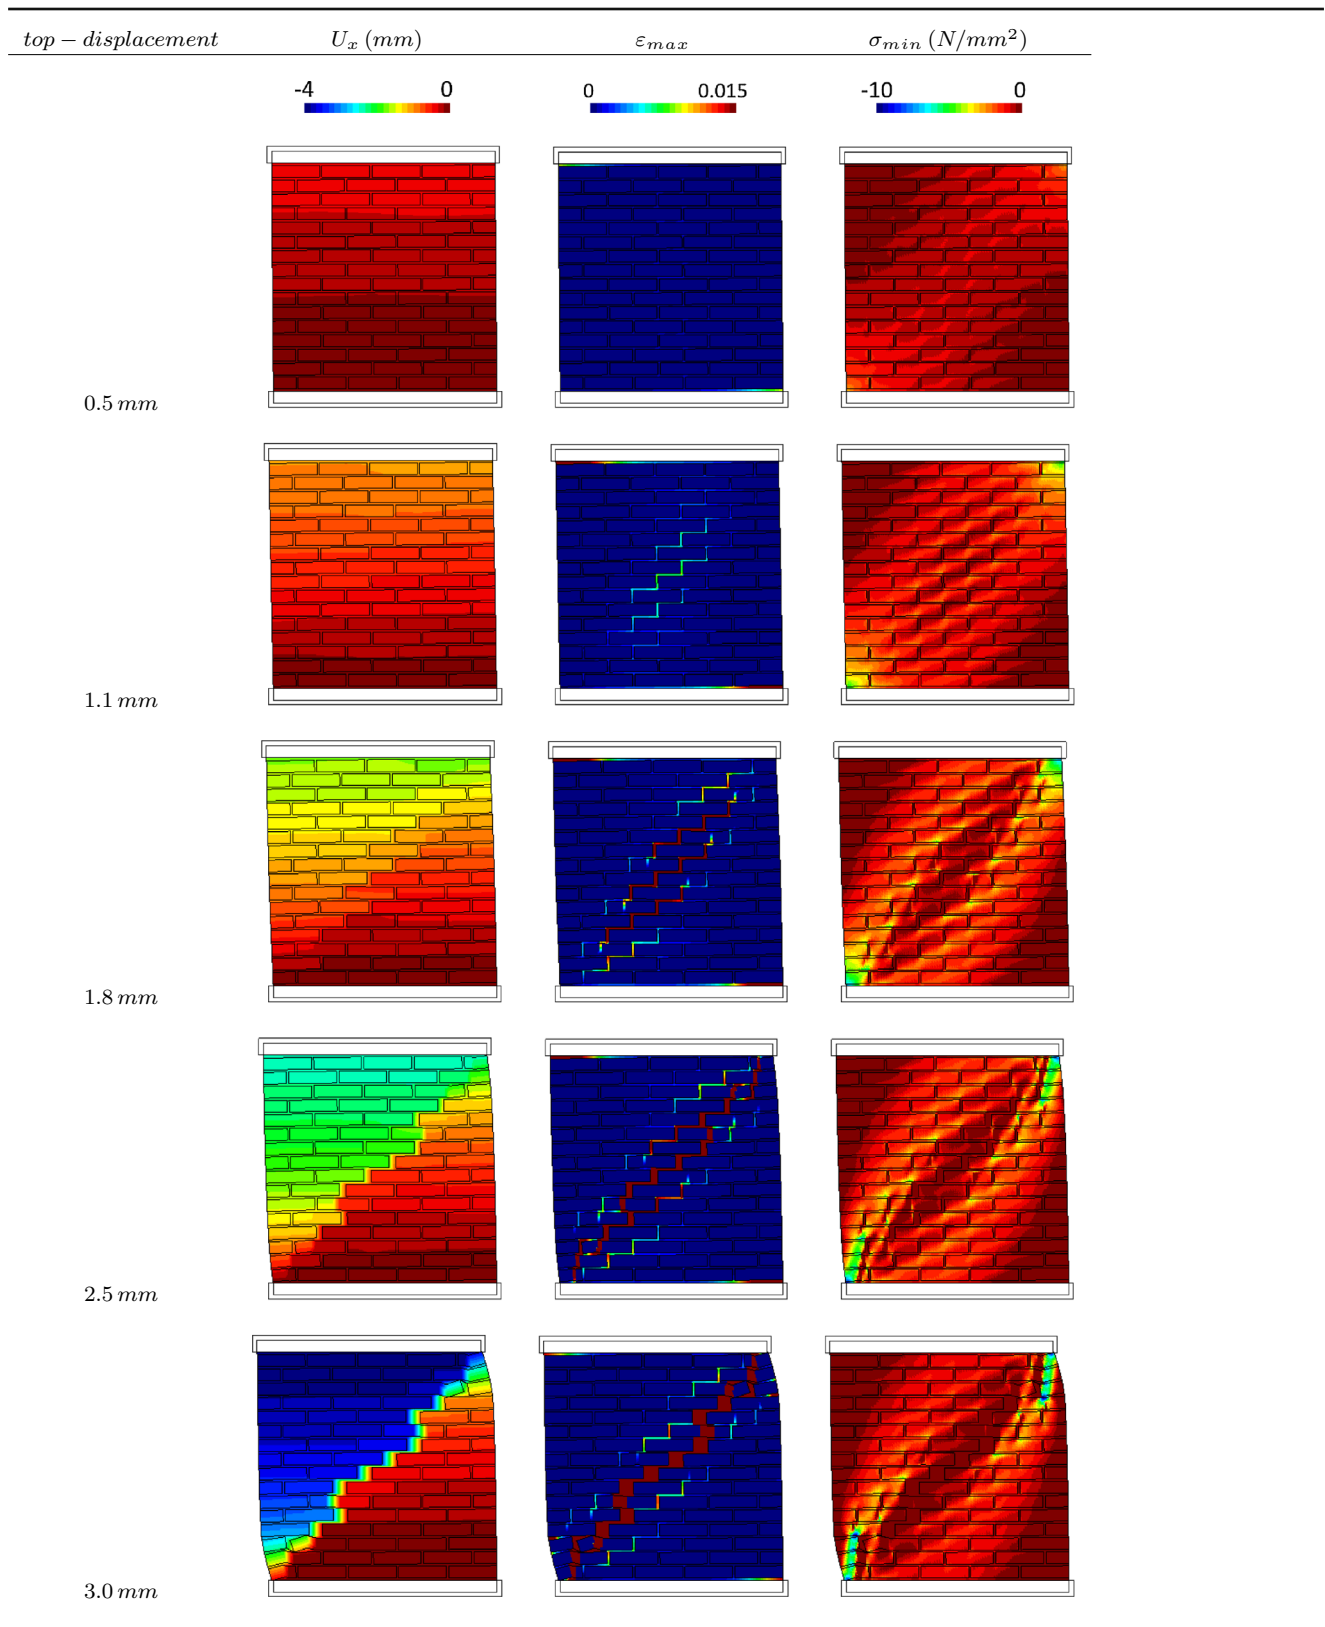 top − displacement U_x (mm) ε_max σ_min (N/mm²)
-4 0 0 0.015 -10 0
0.5 mm
1.1 mm
1.8 mm
2.5 mm
3.0 mm